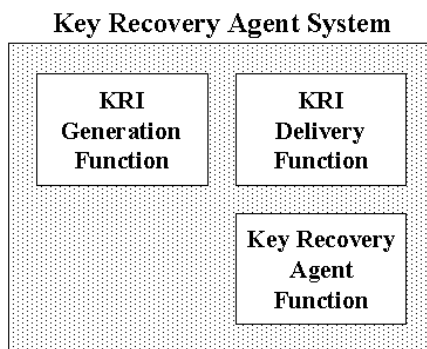 Key Recovery Agent System
KRI
Generation
Function
KRI
Delivery
Function
Key Recovery
Agent
Function